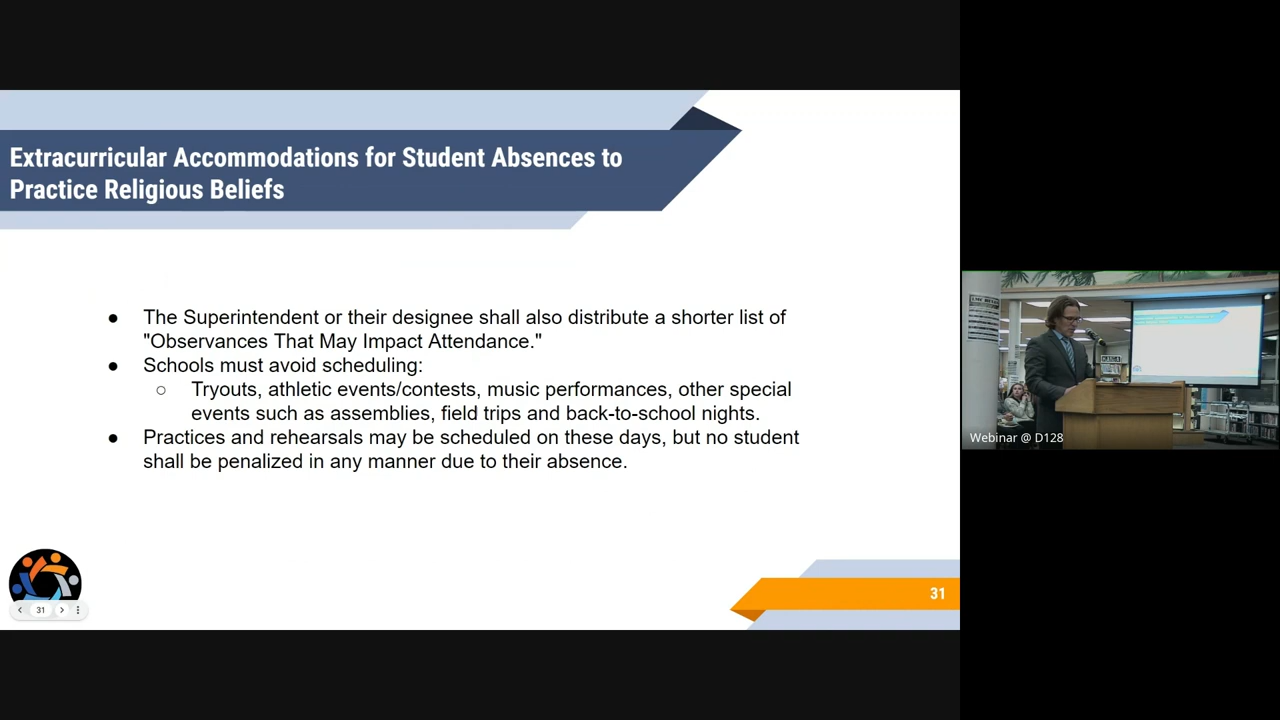 Extracurricular Accommodations for Student Absences to
Practice Religious Beliefs
● The Superintendent or their designee shall also distribute a shorter list of
"Observances That May Impact Attendance."
● Schools must avoid scheduling:
○ Tryouts, athletic events/contests, music performances, other special
events such as assemblies, field trips and back-to-school nights.
● Practices and rehearsals may be scheduled on these days, but no student
shall be penalized in any manner due to their absence.
31
31
Webinar @ D128